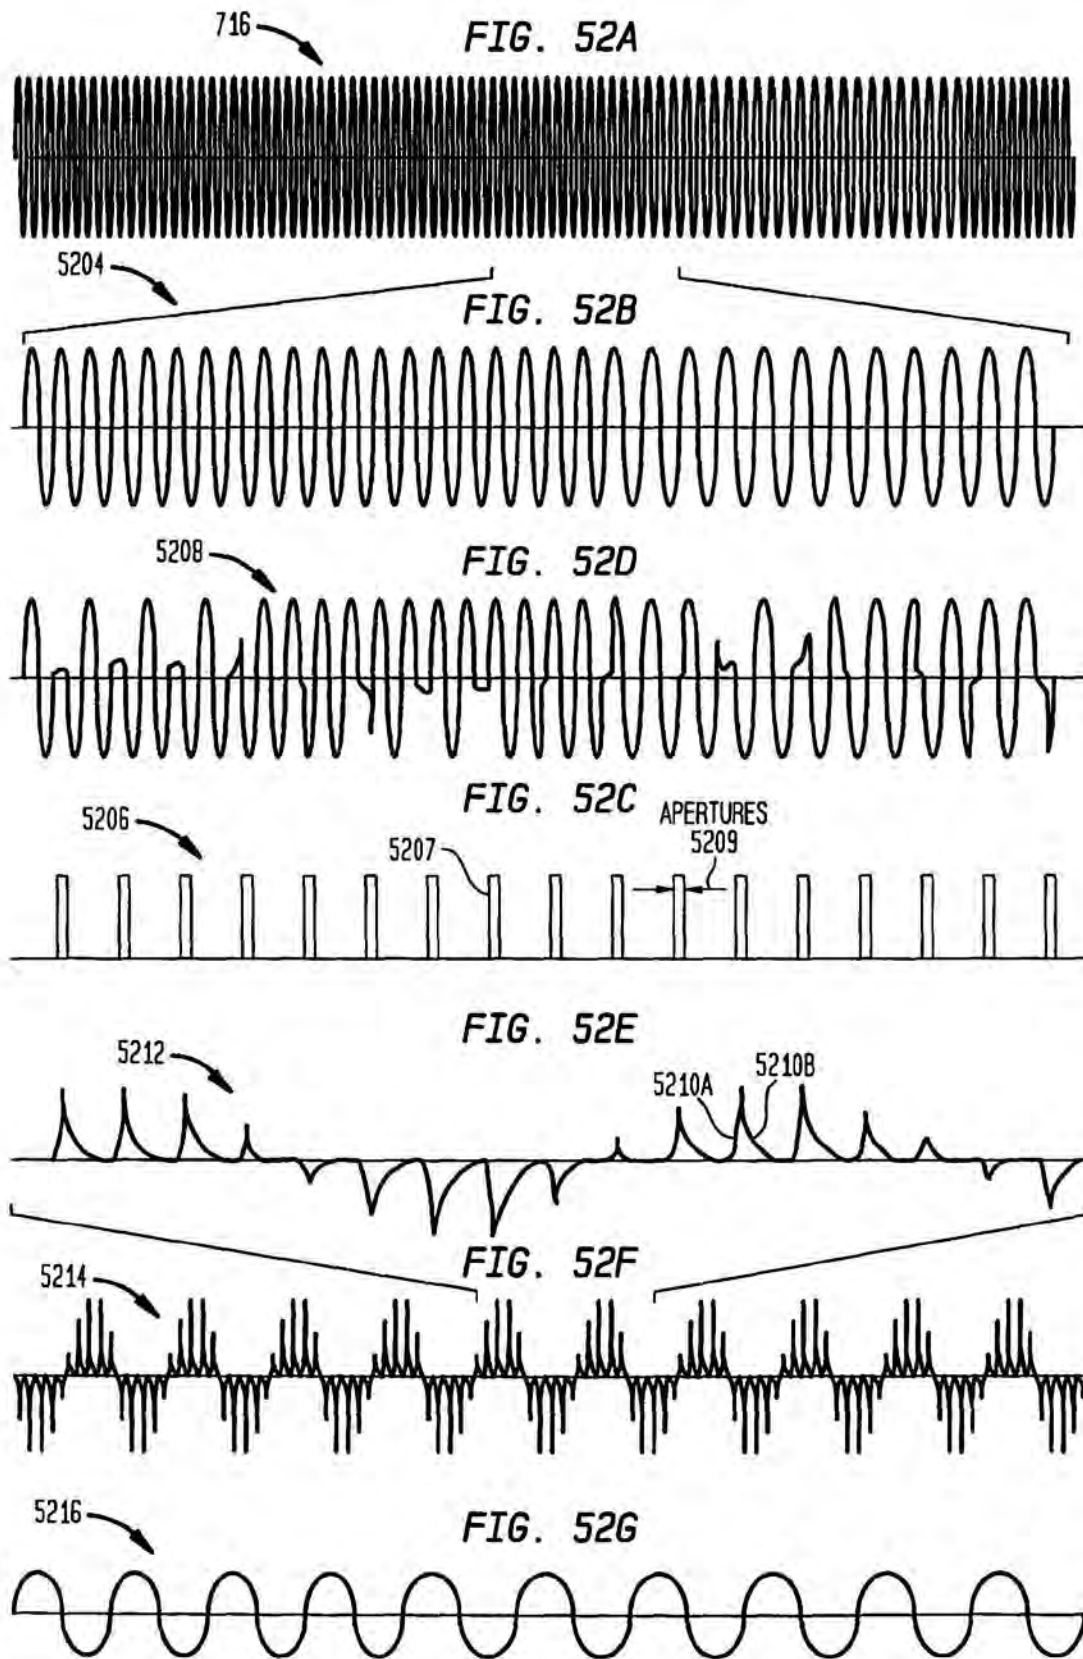 716
FIG. 52A
5204
FIG. 52B
5208
FIG. 52D
FIG. 52C
5206
5207
APERTURES
5209
FIG. 52E
5212
5210A
5210B
FIG. 52F
5214
FIG. 52G
5216